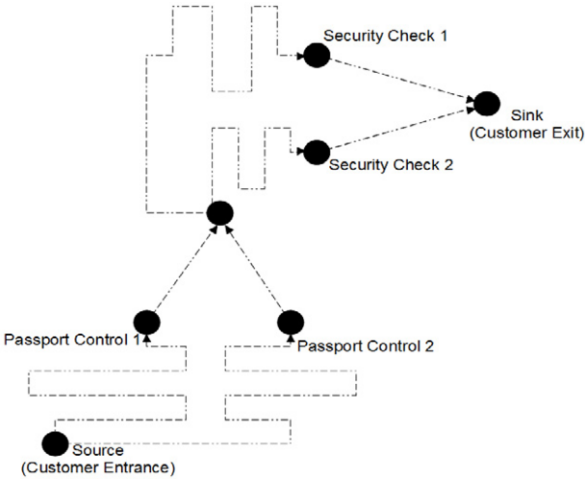 Security Check 1
Sink
(Customer Exit)
Security Check 2
Passport Control 1
Passport Control 2
Source
(Customer Entrance)